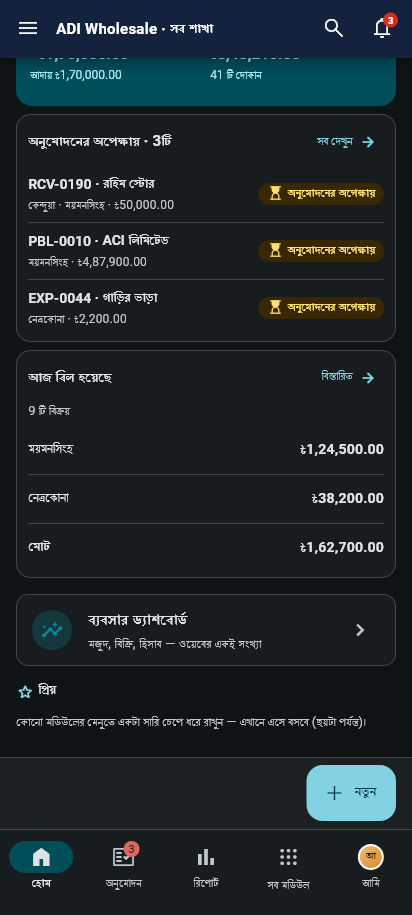 ADI Wholesale · সব শাখা
3
আদায় ৳1,70,000.00
41 টি দোকান
অনুমোদনের অপেক্ষায় · 3টি
সব দেখুন
RCV-0190 · রহিম স্টোর
কেন্দুয়া · ময়মনসিংহ · ৳50,000.00
অনুমোদনের অপেক্ষায়
PBL-0010 · ACI লিমিটেড
ময়মনসিংহ · ৳4,87,900.00
অনুমোদনের অপেক্ষায়
EXP-0044 · গাড়ির ভাড়া
নেত্রকোনা · ৳2,200.00
অনুমোদনের অপেক্ষায়
আজ বিল হয়েছে
বিস্তারিত
9 টি বিক্রয়
ময়মনসিংহ
৳1,24,500.00
নেত্রকোনা
৳38,200.00
মোট
৳1,62,700.00
ব্যবসার ড্যাশবোর্ড
মজুদ, বিক্রি, হিসাব — ওয়েবের একই সংখ্যা
প্রিয়
কোনো মডিউলের মেনুতে একটা সারি চেপে ধরে রাখুন — এখানে এসে বসবে (ছয়টা পর্যন্ত)।
নতুন
3
আ
হোম
অনুমোদন
রিপোর্ট
সব মডিউল
আমি